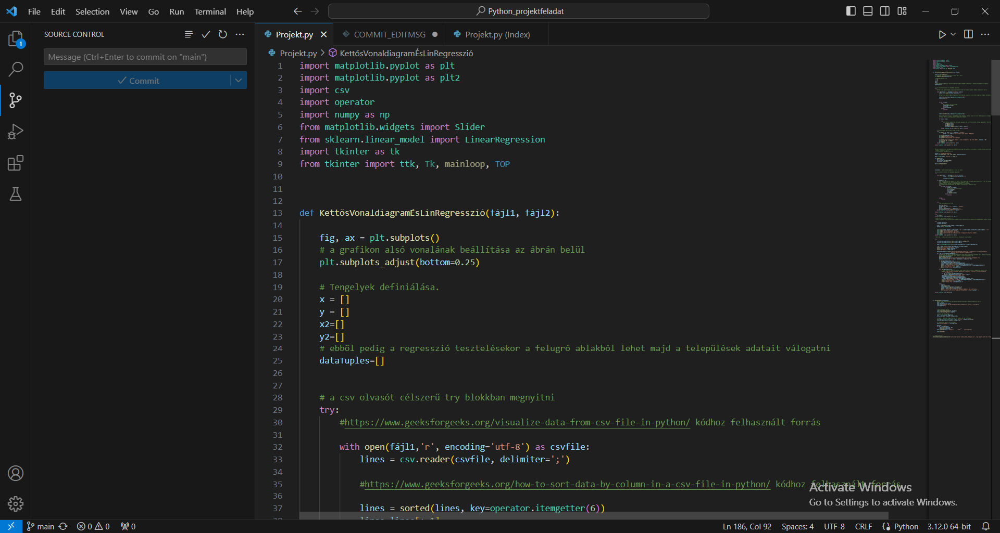 File Edit Selection View Go Run Terminal Help
Python_projektfeladat
SOURCE CONTROL
Projekt.py
COMMIT_EDITMSG
Projekt.py (Index)
1
Message (Ctrl+Enter to commit on "main")
Commit
Projekt.py > KettősVonaldiagramÉsLinRegresszió
1 import matplotlib.pyplot as plt
2 import matplotlib.pyplot as plt2
3 import csv
4 import operator
5 import numpy as np
6 from matplotlib.widgets import Slider
7 from sklearn.linear_model import LinearRegression
8 import tkinter as tk
9 from tkinter import ttk, Tk, mainloop, TOP
10
11
12
13 def KettősVonaldiagramÉsLinRegresszió(fájl1, fájl2):
14
15 fig, ax = plt.subplots()
16 # a grafikon alsó vonalának beállítása az ábrán belül
17 plt.subplots_adjust(bottom=0.25)
18
19 # Tengelyek definiálása.
20 x = []
21 y = []
22 x2=[]
23 y2=[]
24 # ebből pedig a regresszió tesztelésekor a felugró ablakból lehet majd a települések adatait válogatni
25 dataTuples=[]
26
27
28 # a csv olvasót célszerű try blokkban megnyitni
29 try:
30 #https://www.geeksforgeeks.org/visualize-data-from-csv-file-in-python/ kódhoz felhasznált forrás
31
32 with open(fájl1,'r', encoding='utf-8') as csvfile:
33 lines = csv.reader(csvfile, delimiter=';')
34
35 #https://www.geeksforgeeks.org/how-to-sort-data-by-column-in-a-csv-file-in-python/ kódhoz felhasznált forrás
36
37 lines = sorted(lines, key=operator.itemgetter(6))
Activate Windows
Go to Settings to activate Windows.
main 0 0 0
Ln 186, Col 92 Spaces: 4 UTF-8 CRLF Python 3.12.0 64-bit